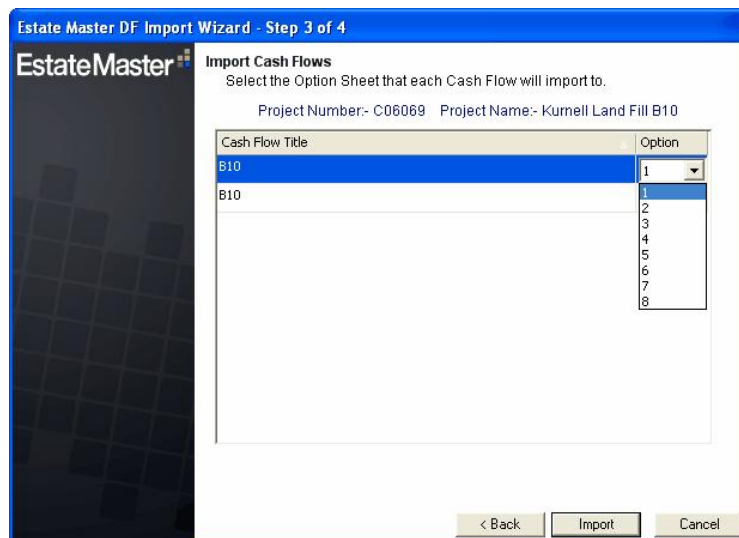 Estate Master DF Import Wizard - Step 3 of 4
EstateMaster
Import Cash Flows
Select the Option Sheet that each Cash Flow will import to.
Project Number:- C06069 Project Name:- Kurnell Land Fill B10
Cash Flow Title Option
B10 1
B10
1
2
3
4
5
6
7
8
< Back Import Cancel